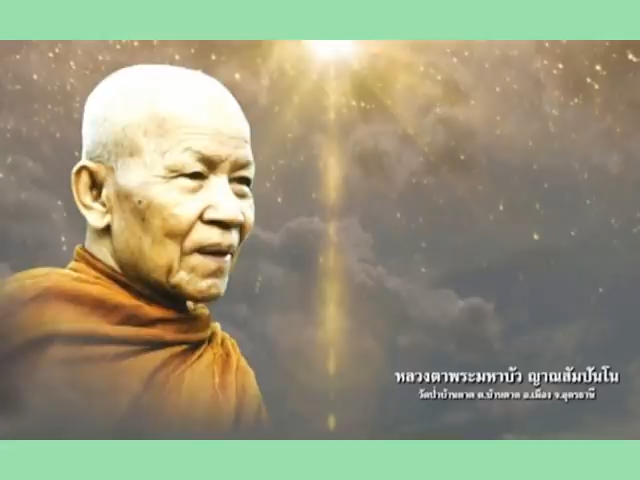 หลวงตาพระมหาบัว ญาณสัมปันโน
วัดป่าบ้านตาด ต.บ้านตาด อ.เมือง จ.อุดรธานี